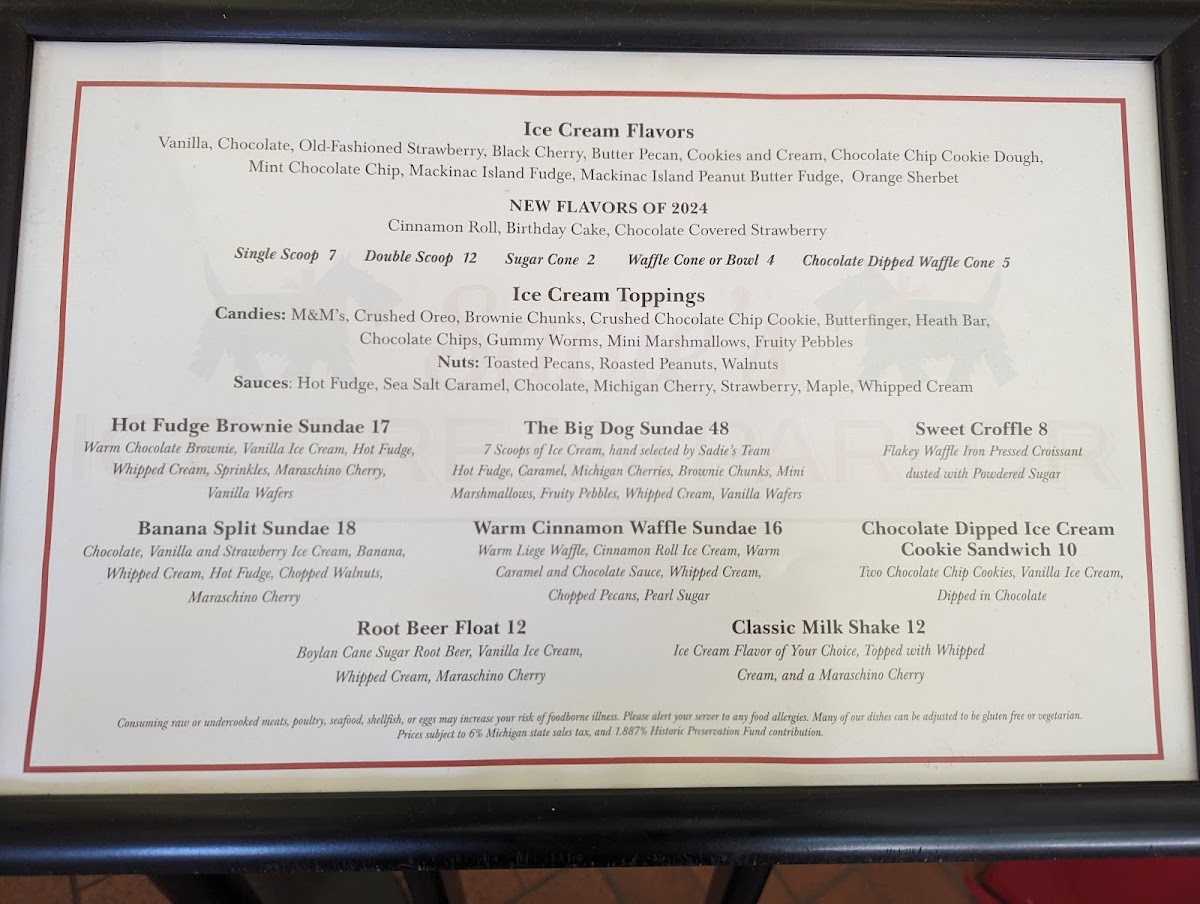 Ice Cream Flavors
Vanilla, Chocolate, Old-Fashioned Strawberry, Black Cherry, Butter Pecan, Cookies and Cream, Chocolate Chip Cookie Dough,
Mint Chocolate Chip, Mackinac Island Fudge, Mackinac Island Peanut Butter Fudge, Orange Sherbet
NEW FLAVORS OF 2024
Cinnamon Roll, Birthday Cake, Chocolate Covered Strawberry
Single Scoop 7 Double Scoop 12 Sugar Cone 2 Waffle Cone or Bowl 4 Chocolate Dipped Waffle Cone 5
Ice Cream Toppings
Candies: M&M's, Crushed Oreo, Brownie Chunks, Crushed Chocolate Chip Cookie, Butterfinger, Heath Bar,
Chocolate Chips, Gummy Worms, Mini Marshmallows, Fruity Pebbles
Nuts: Toasted Pecans, Roasted Peanuts, Walnuts
Sauces: Hot Fudge, Sea Salt Caramel, Chocolate, Michigan Cherry, Strawberry, Maple, Whipped Cream
Hot Fudge Brownie Sundae 17
Warm Chocolate Brownie, Vanilla Ice Cream, Hot Fudge,
Whipped Cream, Sprinkles, Maraschino Cherry,
Vanilla Wafers
The Big Dog Sundae 48
7 Scoops of Ice Cream, hand selected by Sadie's Team
Hot Fudge, Caramel, Michigan Cherries, Brownie Chunks, Mini
Marshmallows, Fruity Pebbles, Whipped Cream, Vanilla Wafers
Sweet Croffle 8
Flakey Waffle Iron Pressed Croissant
dusted with Powdered Sugar
Banana Split Sundae 18
Chocolate, Vanilla and Strawberry Ice Cream, Banana,
Whipped Cream, Hot Fudge, Chopped Walnuts,
Maraschino Cherry
Warm Cinnamon Waffle Sundae 16
Warm Liege Waffle, Cinnamon Roll Ice Cream, Warm
Caramel and Chocolate Sauce, Whipped Cream,
Chopped Pecans, Pearl Sugar
Chocolate Dipped Ice Cream
Cookie Sandwich 10
Two Chocolate Chip Cookies, Vanilla Ice Cream,
Dipped in Chocolate
Root Beer Float 12
Boylan Cane Sugar Root Beer, Vanilla Ice Cream,
Whipped Cream, Maraschino Cherry
Classic Milk Shake 12
Ice Cream Flavor of Your Choice, Topped with Whipped
Cream, and a Maraschino Cherry
Consuming raw or undercooked meats, poultry, seafood, shellfish, or eggs may increase your risk of foodborne illness. Please alert your server to any food allergies. Many of our dishes can be adjusted to be gluten free or vegetarian.
Prices subject to 6% Michigan state sales tax, and 1.887% Historic Preservation Fund contribution.